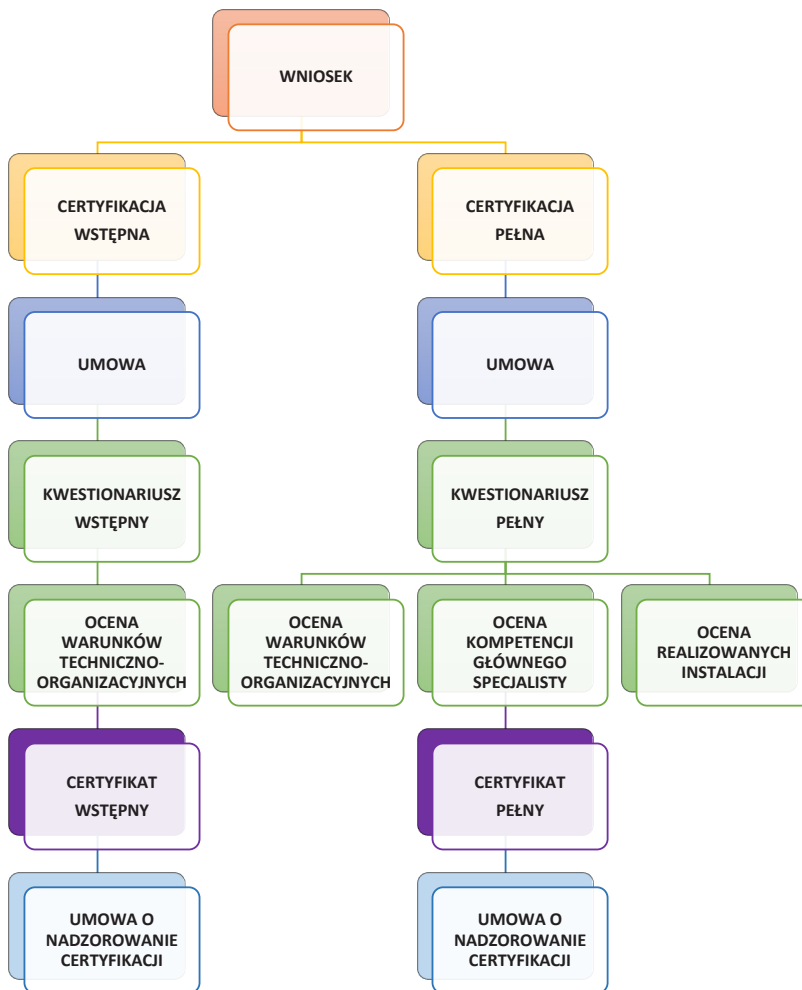 WNIOSEK
CERTYFIKACJA
WSTĘPNA
CERTYFIKACJA
PEŁNA
UMOWA
UMOWA
KWESTIONARIUSZ
WSTĘPNY
KWESTIONARIUSZ
PEŁNY
OCENA
WARUNKÓW
TECHNICZNO-
ORGANIZACYJNYCH
OCENA
WARUNKÓW
TECHNICZNO-
ORGANIZACYJNYCH
OCENA
KOMPETENCJI
GŁÓWNEGO
SPECJALISTY
OCENA
REALIZOWANYCH
INSTALACJI
CERTYFIKAT
WSTĘPNY
CERTYFIKAT
PEŁNY
UMOWA O
NADZOROWANIE
CERTYFIKACJI
UMOWA O
NADZOROWANIE
CERTYFIKACJI